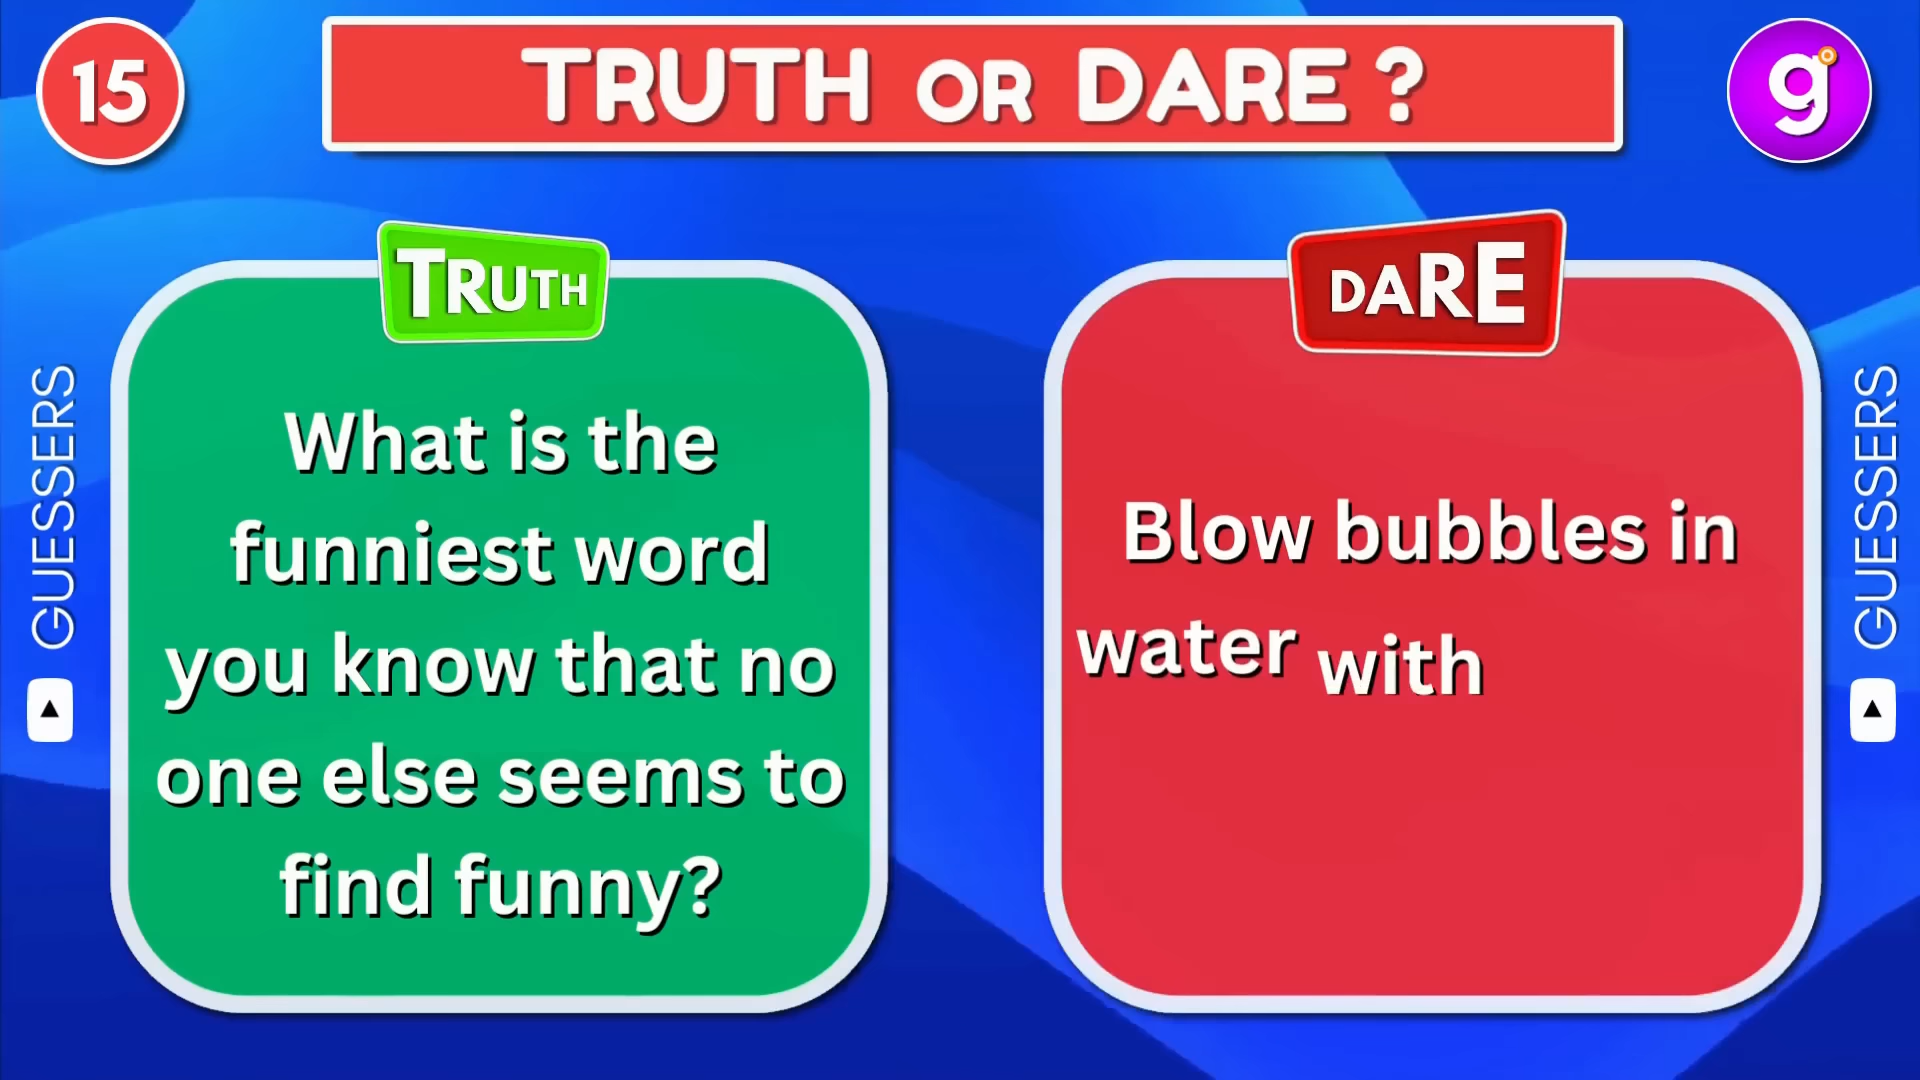 15
TRUTH OR DARE ?
g
TRUTH
What is the
funniest word
you know that no
one else seems to
find funny?
DARE
Blow bubbles in
water with
GUESSERS
GUESSERS